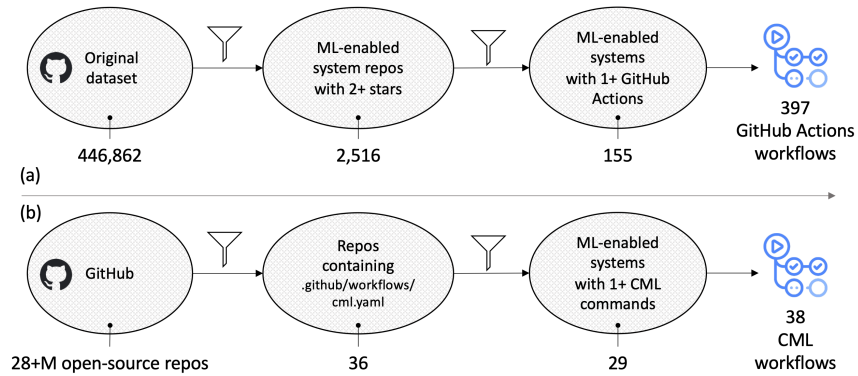 Original
dataset
ML-enabled
system repos
with 2+ stars
ML-enabled
systems
with 1+ GitHub
Actions
446,862
2,516
155
397
GitHub Actions
workflows
(a)
(b)
GitHub
Repos
containing
.github/workflows/
cml.yaml
ML-enabled
systems
with 1+ CML
commands
28+M open-source repos
36
29
38
CML
workflows